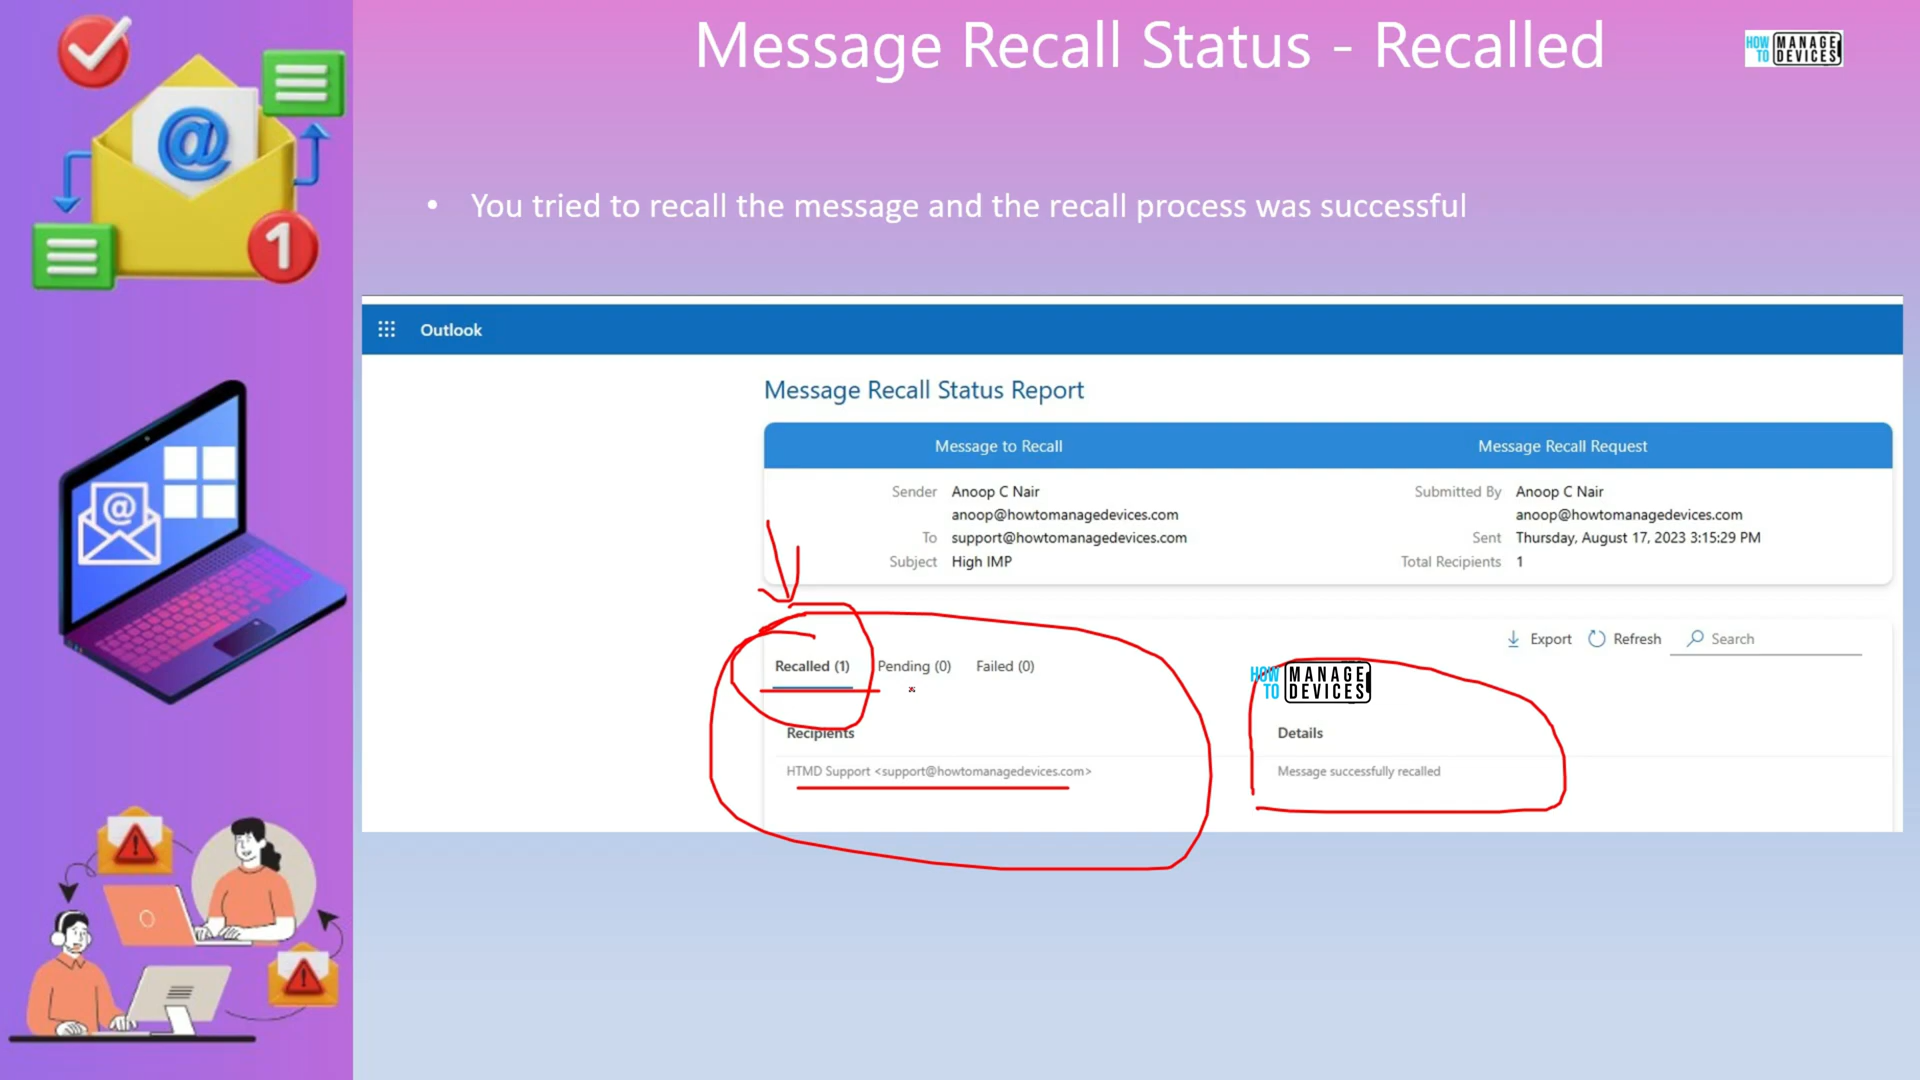 Message Recall Status - Recalled
HOW TO MANAGE DEVICES
@
1
• You tried to recall the message and the recall process was successful
Outlook
Message Recall Status Report
Message to Recall
Message Recall Request
Sender Anoop C Nair
anoop@howtomanagedevices.com
To support@howtomanagedevices.com
Subject High IMP
Submitted By Anoop C Nair
anoop@howtomanagedevices.com
Sent Thursday, August 17, 2023 3:15:29 PM
Total Recipients 1
Export Refresh Search
Recalled (1) Pending (0) Failed (0)
HOW TO MANAGE DEVICES
Recipients Details
HTMD Support <support@howtomanagedevices.com> Message successfully recalled
@